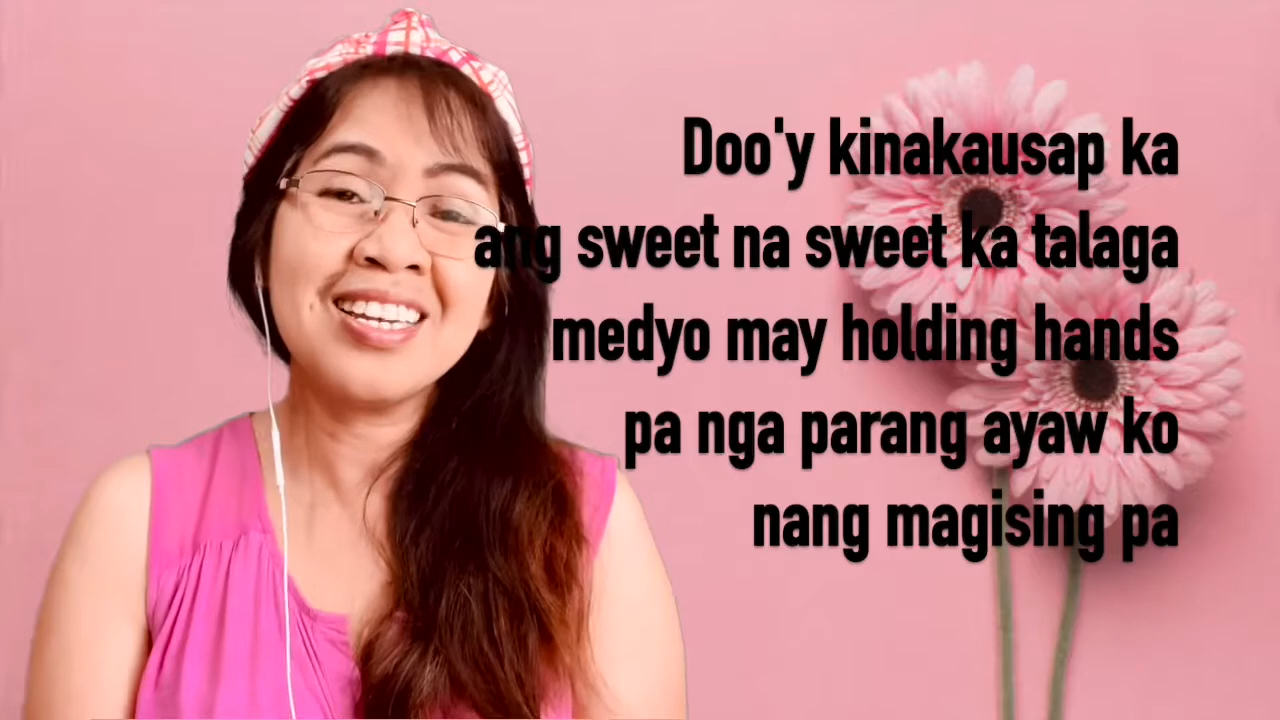 Doo'y kinakausap ka
ang sweet na sweet ka talaga
medyo may holding hands
pa nga parang ayaw ko
nang magising pa